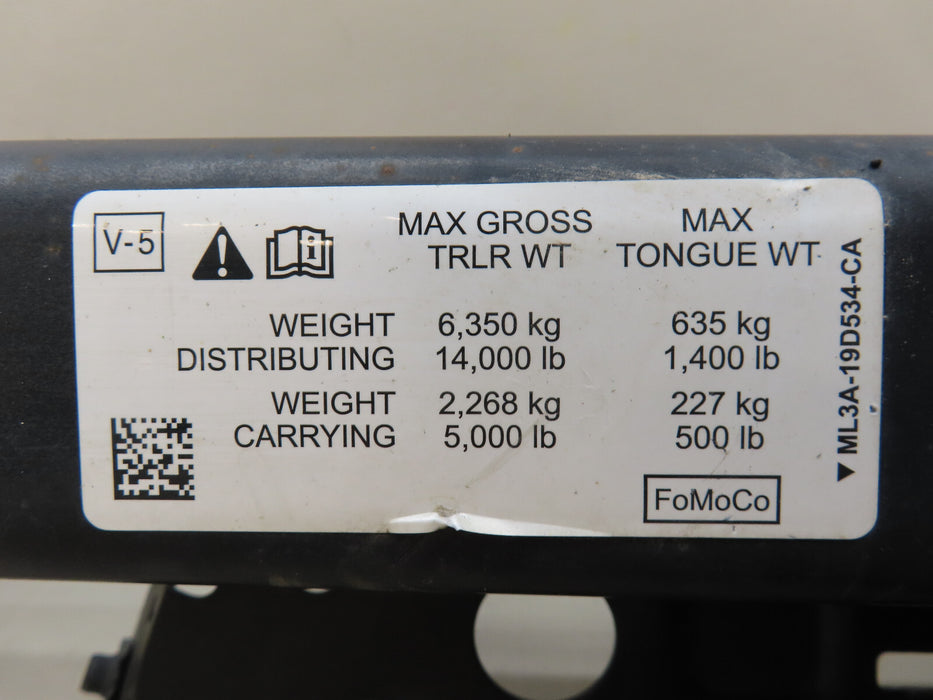 V-5
MAX GROSS
TRLR WT
MAX
TONGUE WT
WEIGHT
DISTRIBUTING
6,350 kg
14,000 lb
635 kg
1,400 lb
WEIGHT
CARRYING
2,268 kg
5,000 lb
227 kg
500 lb
FoMoCo
▼ML3A-19D534-CA